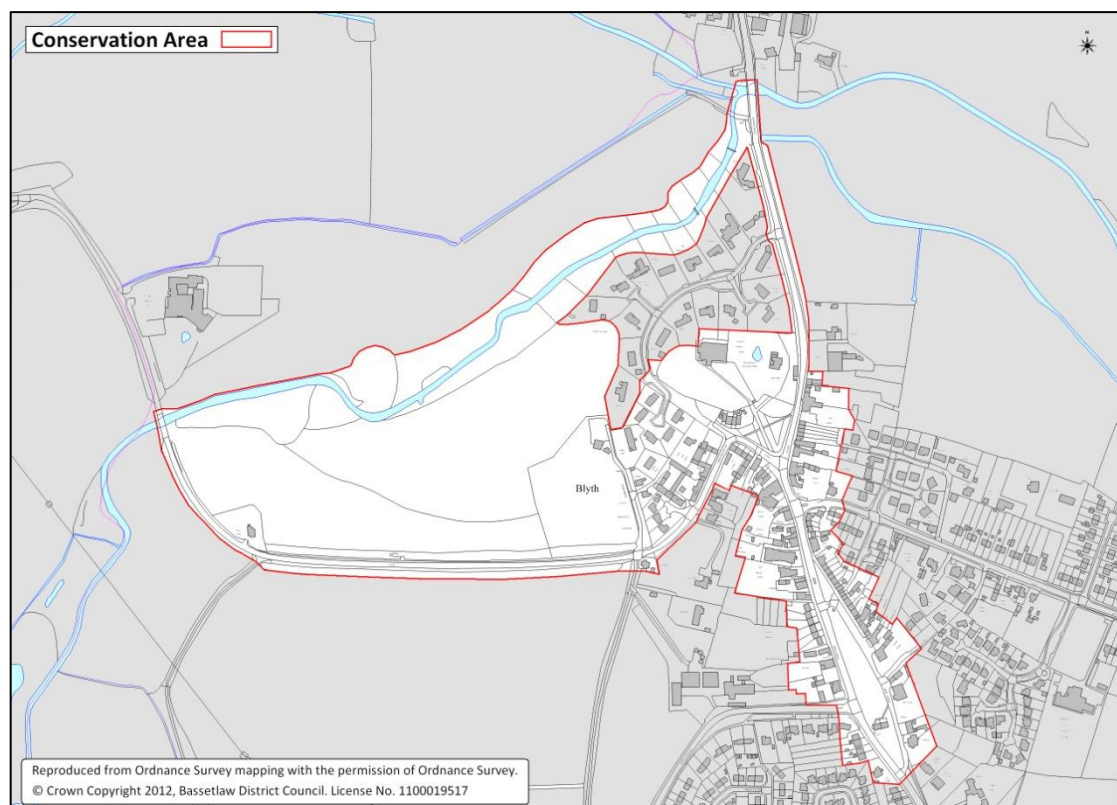 Conservation Area
N
Blyth
Reproduced from Ordnance Survey mapping with the permission of Ordnance Survey.
© Crown Copyright 2012, Bassetlaw District Council. License No. 1100019517